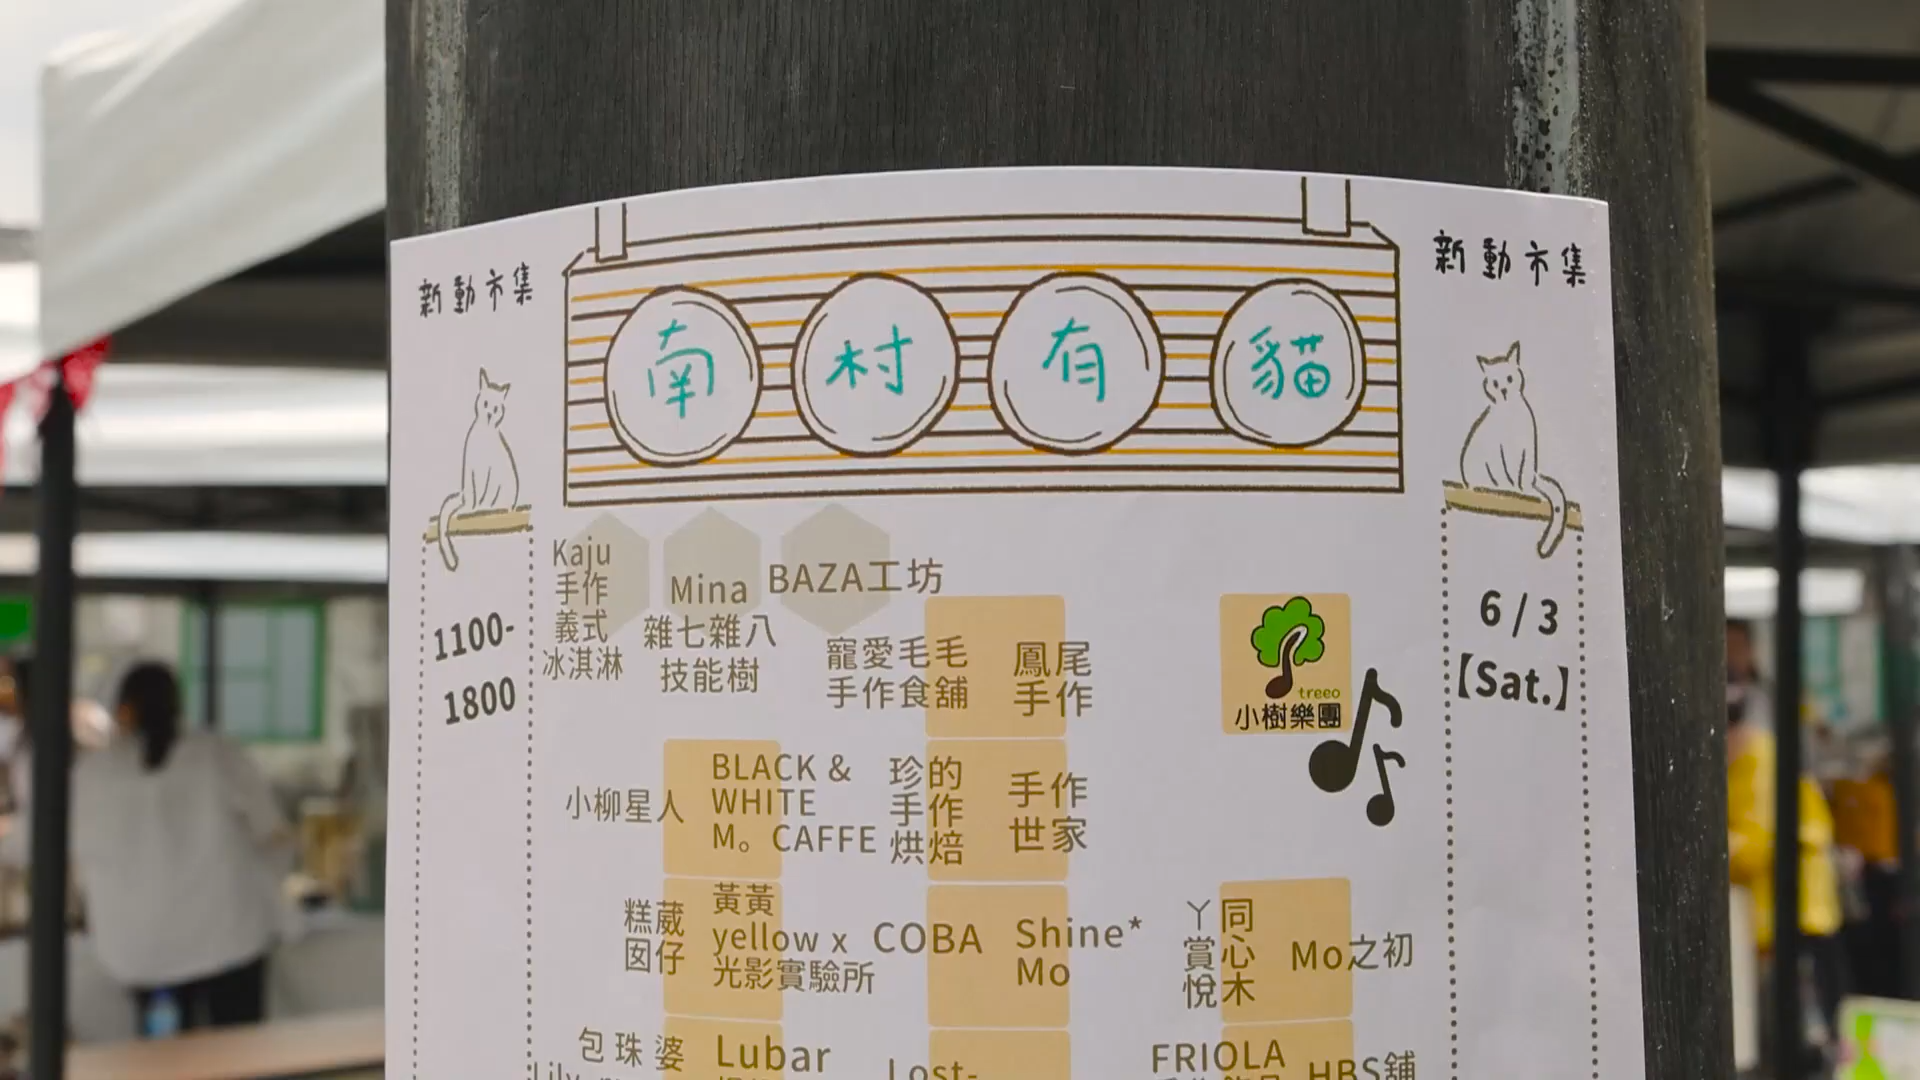 新動市集
南村有貓
新動市集
1100-
1800
6/3
【Sat.】
Kaju
手作
義式
冰淇淋
Mina
雜七雜八
技能樹
BAZA工坊
寵愛毛毛
手作食舖
鳳尾
手作
treeo
小樹樂團
小柳星人
BLACK &
WHITE
M。CAFFE
珍的
手作
烘焙
手作
世家
糕葳
囡仔
黃黃
yellow x
光影實驗所
COBA
Shine*
Mo
丫同
賞心
悅木
Mo之初
包珠婆
Lubar
Lost-
FRIOLA
HBS舖